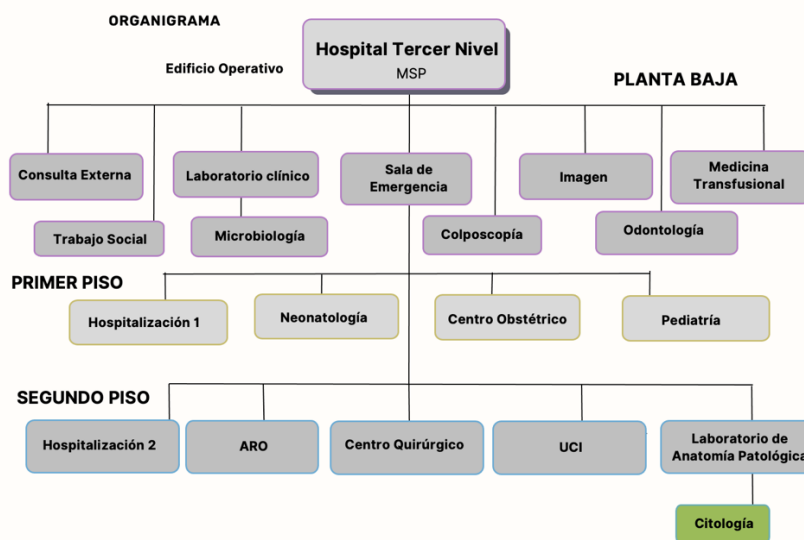 ORGANIGRAMA
Hospital Tercer Nivel
MSP
Edificio Operativo
PLANTA BAJA
Consulta Externa
Laboratorio clínico
Sala de
Emergencia
Imagen
Medicina
Transfusional
Trabajo Social
Microbiología
Colposcopía
Odontología
PRIMER PISO
Hospitalización 1
Neonatología
Centro Obstétrico
Pediatría
SEGUNDO PISO
Hospitalización 2
ARO
Centro Quirúrgico
UCI
Laboratorio de
Anatomía Patológica
Citología